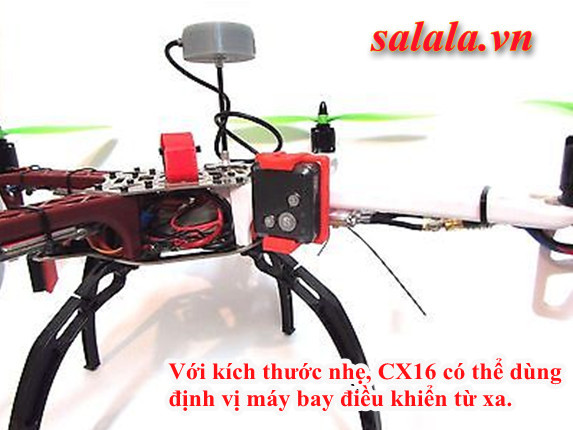 salala.vn
Với kích thước nhẹ, CX16 có thể dùng
định vị máy bay điều khiển từ xa.